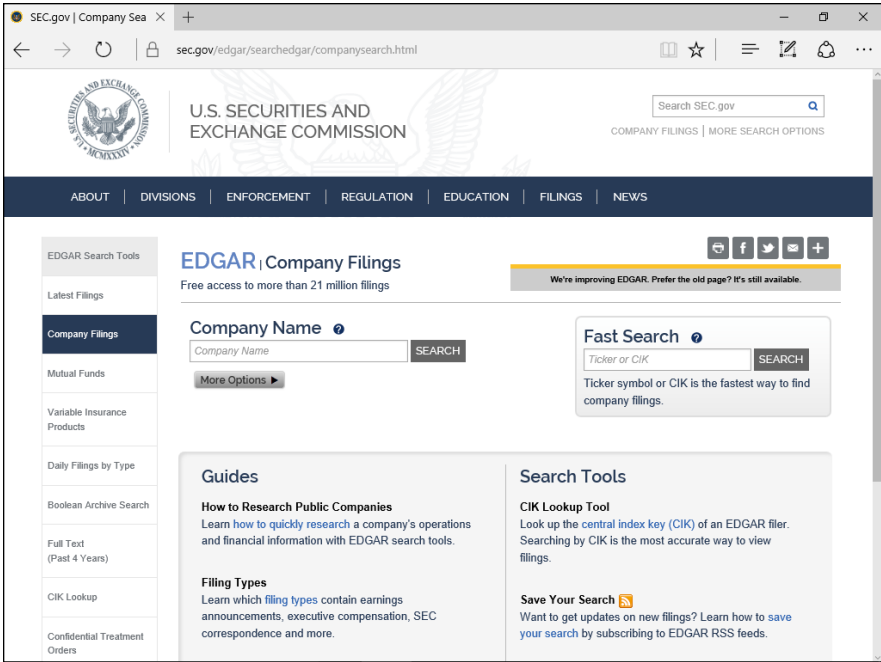 SEC.gov | Company Sea
sec.gov/edgar/searchedgar/companysearch.html
U.S. SECURITIES AND EXCHANGE COMMISSION
MCMXXXIV
U.S. SECURITIES AND
EXCHANGE COMMISSION
Search SEC.gov
COMPANY FILINGS | MORE SEARCH OPTIONS
ABOUT | DIVISIONS | ENFORCEMENT | REGULATION | EDUCATION | FILINGS | NEWS
EDGAR Search Tools
Latest Filings
Company Filings
Mutual Funds
Variable Insurance
Products
Daily Filings by Type
Boolean Archive Search
Full Text
(Past 4 Years)
CIK Lookup
Confidential Treatment
Orders
EDGAR | Company Filings
Free access to more than 21 million filings
We're improving EDGAR. Prefer the old page? It's still available.
Company Name ?
Company Name
SEARCH
More Options
Fast Search ?
Ticker or CIK
SEARCH
Ticker symbol or CIK is the fastest way to find
company filings.
Guides
How to Research Public Companies
Learn how to quickly research a company's operations
and financial information with EDGAR search tools.
Filing Types
Learn which filing types contain earnings
announcements, executive compensation, SEC
correspondence and more.
Search Tools
CIK Lookup Tool
Look up the central index key (CIK) of an EDGAR filer.
Searching by CIK is the most accurate way to view
filings.
Save Your Search
Want to get updates on new filings? Learn how to save
your search by subscribing to EDGAR RSS feeds.